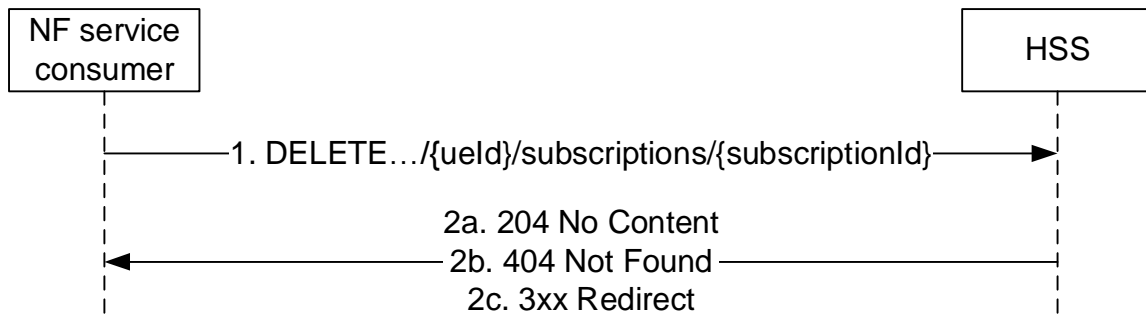 NF service
consumer
HSS
1. DELETE…/{ueId}/subscriptions/{subscriptionId}
2a. 204 No Content
2b. 404 Not Found
2c. 3xx Redirect